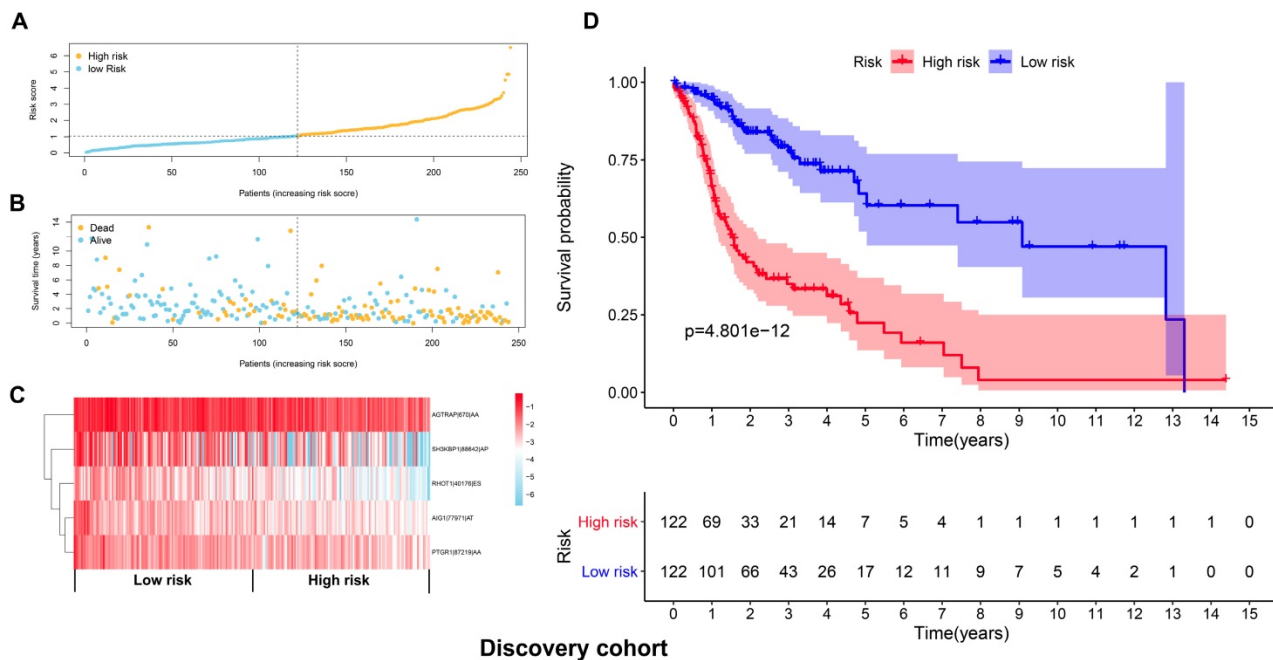 A
High risk
low Risk
Risk score
6
5
4
3
2
1
0
0 50 100 150 200 250
Patients (increasing risk socre)
B
Dead
Alive
Survival time (years)
14
10
8
6
4
2
0
0 50 100 150 200 250
Patients (increasing risk socre)
C
AGTRAP|670|AA
SH3KBP1|88642|AP
RHOT1|40176|ES
AIG1|77971|AT
PTGR1|87219|AA
−1
−2
−3
−4
−5
−6
Low risk High risk
D
Risk High risk Low risk
Survival probability
1.00
0.75
0.50
0.25
0.00
p=4.801e−12
0 1 2 3 4 5 6 7 8 9 10 11 12 13 14 15
Time(years)
Risk
High risk 122 69 33 21 14 7 5 4 1 1 1 1 1 1 1 0
Low risk 122 101 66 43 26 17 12 11 9 7 5 4 2 1 0 0
0 1 2 3 4 5 6 7 8 9 10 11 12 13 14 15
Time(years)
Discovery cohort